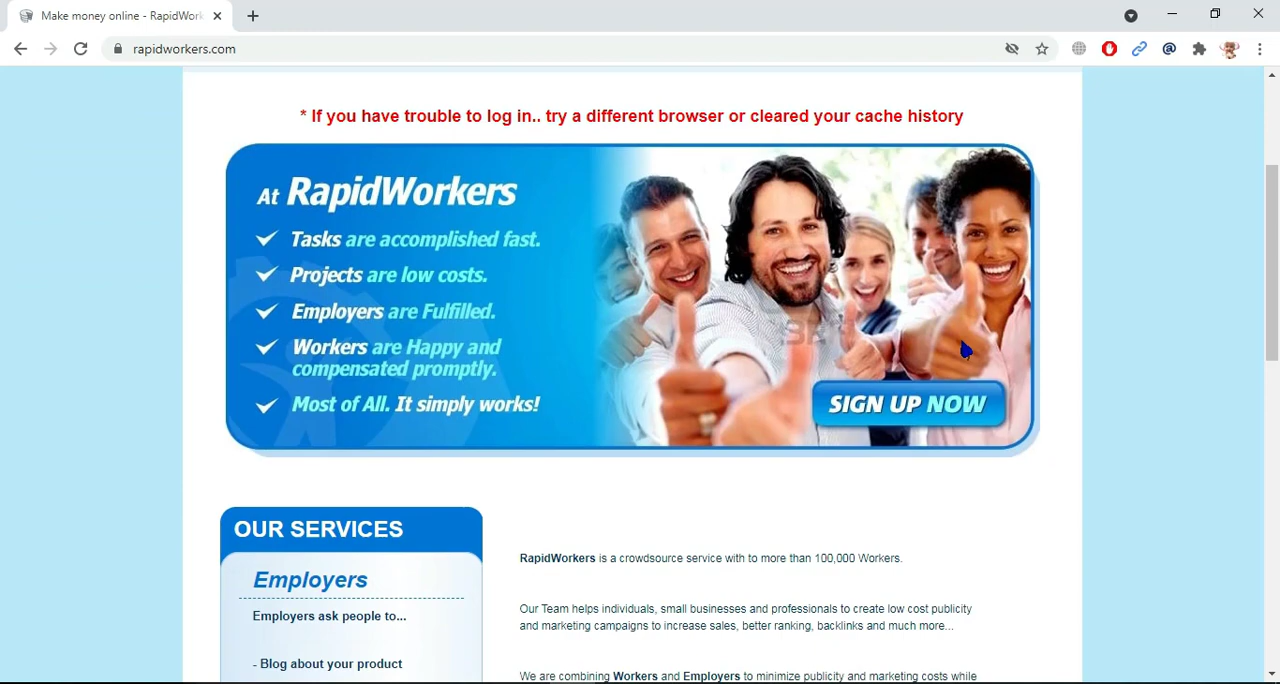 Make money online - RapidWork
rapidworkers.com
* If you have trouble to log in.. try a different browser or cleared your cache history
At RapidWorkers
Tasks are accomplished fast.
Projects are low costs.
Employers are Fulfilled.
Workers are Happy and
compensated promptly.
Most of All. It simply works!
SIGN UP NOW
OUR SERVICES
Employers
Employers ask people to...
- Blog about your product
RapidWorkers is a crowdsource service with to more than 100,000 Workers.
Our Team helps individuals, small businesses and professionals to create low cost publicity
and marketing campaigns to increase sales, better ranking, backlinks and much more...
We are combining Workers and Employers to minimize publicity and marketing costs while